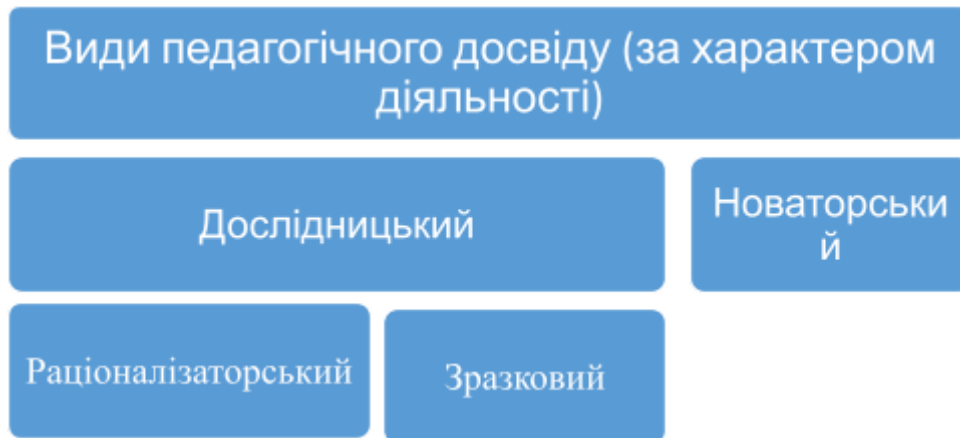 Види педагогічного досвіду (за характером
діяльності)
Дослідницький
Новаторськи
й
Раціоналізаторський
Зразковий